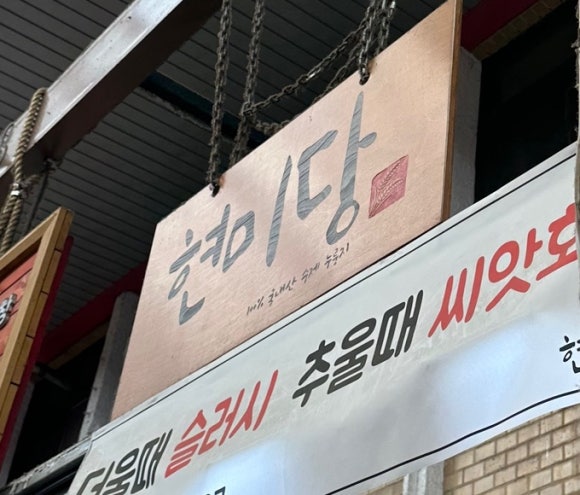 현미당
100% 국내산 수제 누룽지
더울때 슬러시 추울때 씨앗호
현